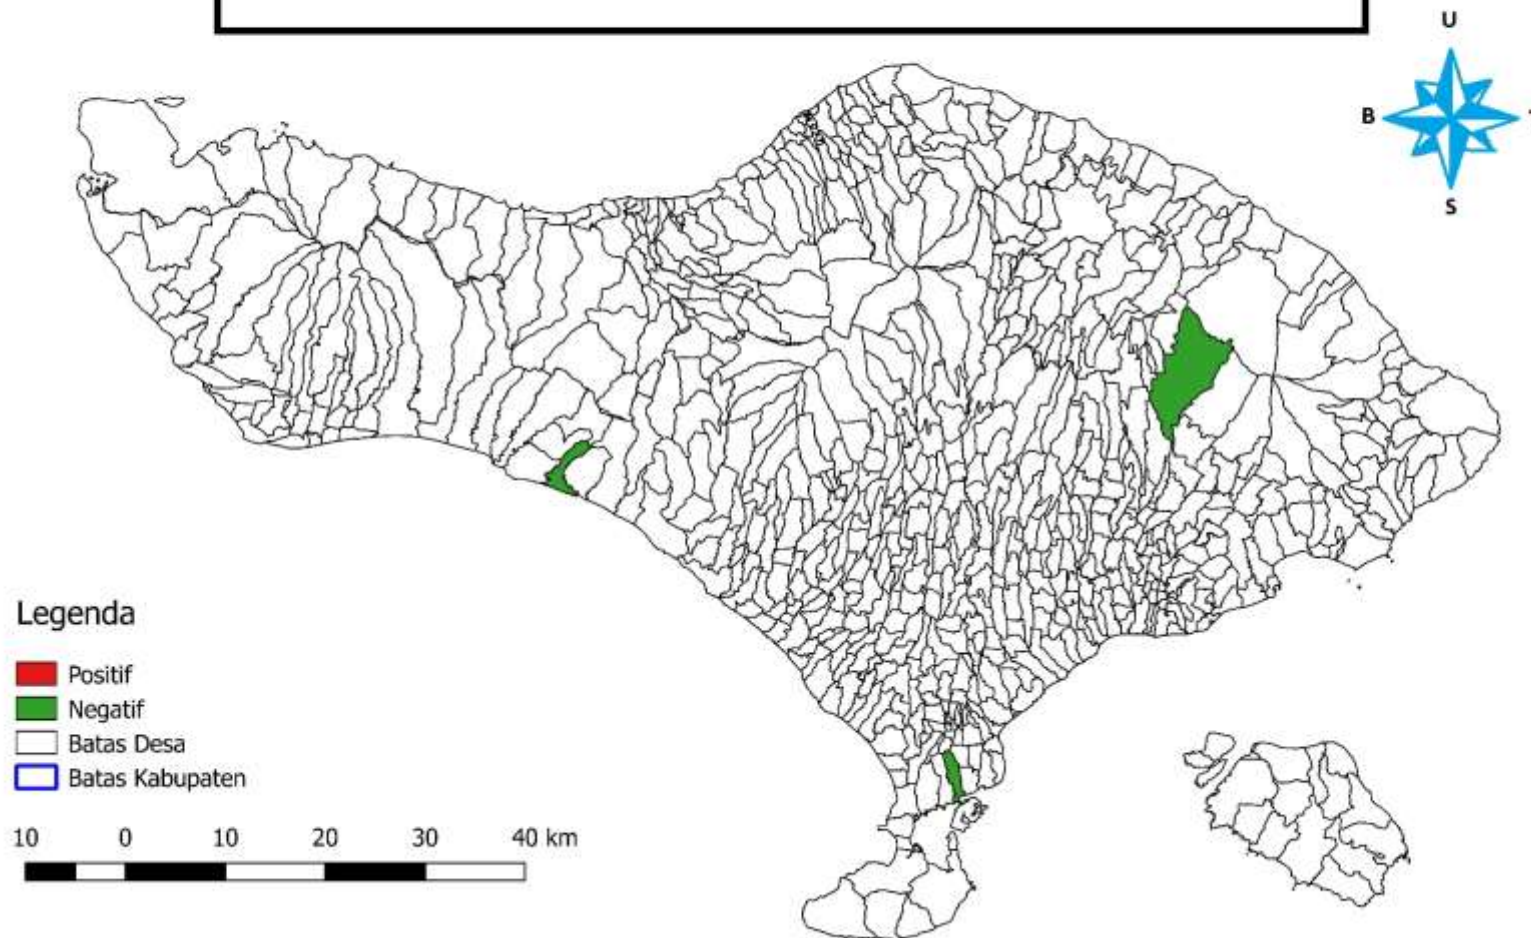 U
B
S
Legenda
Positif
Negatif
Batas Desa
Batas Kabupaten
10 0 10 20 30 40 km